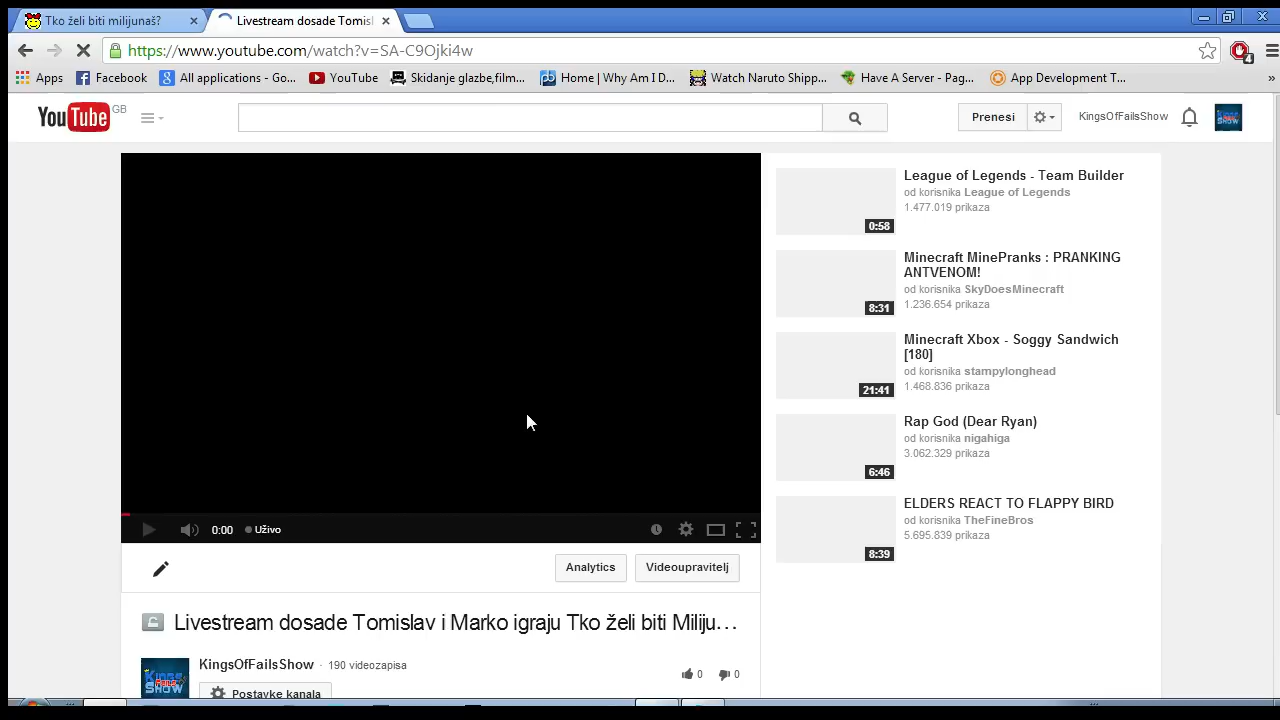 Tko želi biti milijunaš?
Livestream dosade Tomisl
https://www.youtube.com/watch?v=SA-C9Ojki4w
4
Apps
Facebook
All applications - Go...
YouTube
Skidanje glazbe,film...
Home | Why Am I D...
Watch Naruto Shipp...
Have A Server - Pag...
App Development T...
»
YouTube GB
Prenesi
KingsOfFailsShow
League of Legends - Team Builder
od korisnika League of Legends
1.477.019 prikaza
0:58
Minecraft MinePranks : PRANKING
ANTVENOM!
od korisnika SkyDoesMinecraft
1.236.654 prikaza
8:31
Minecraft Xbox - Soggy Sandwich
[180]
od korisnika stampylonghead
1.468.836 prikaza
21:41
Rap God (Dear Ryan)
od korisnika nigahiga
3.062.329 prikaza
6:46
ELDERS REACT TO FLAPPY BIRD
od korisnika TheFineBros
5.695.839 prikaza
8:39
0:00 Uživo
Analytics
Videoupravitelj
Livestream dosade Tomislav i Marko igraju Tko želi biti Miliju...
KingsOfFailsShow · 190 videozapisa
0 0
Postavke kanala